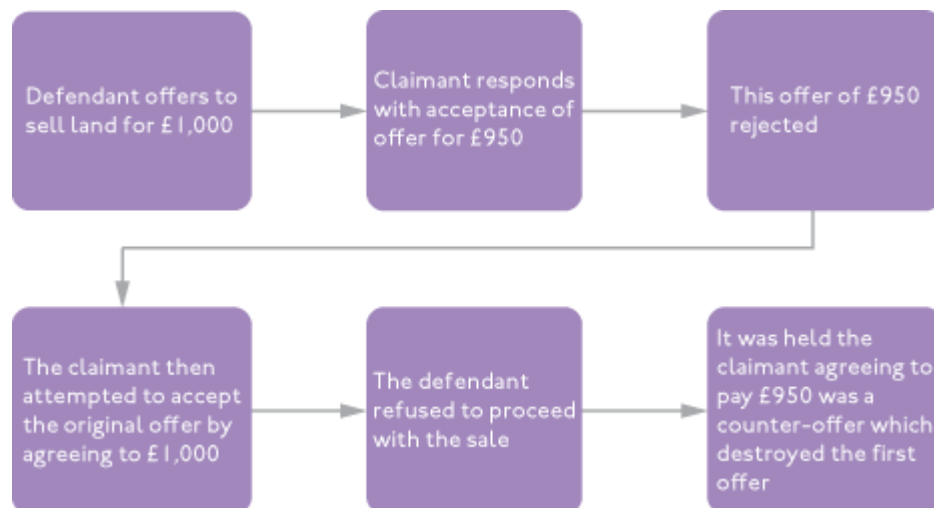 Defendant offers to
sell land for £1,000
Claimant responds
with acceptance of
offer for £950
This offer of £950
rejected
The claimant then
attempted to accept
the original offer by
agreeing to £1,000
The defendant
refused to proceed
with the sale
It was held the
claimant agreeing to
pay £950 was a
counter-offer which
destroyed the first
offer